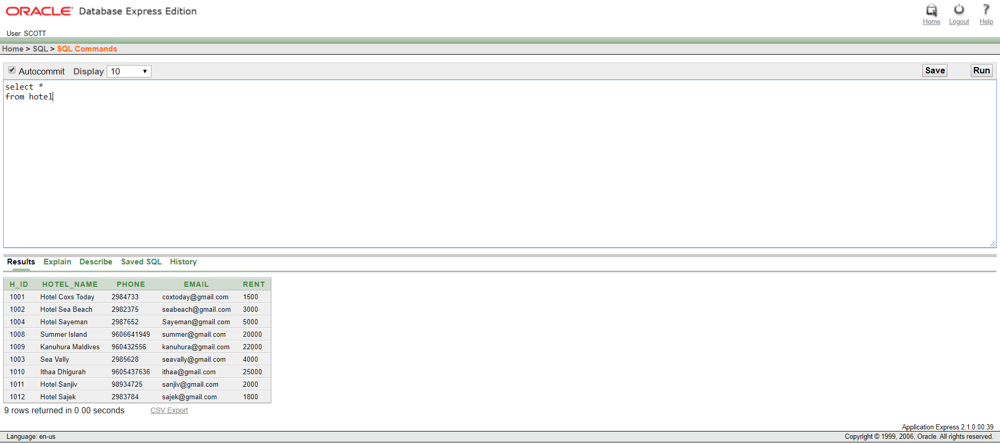 ORACLE Database Express Edition
Home Logout Help
User: SCOTT
Home > SQL > SQL Commands
Autocommit Display 10 Save Run
select *
from hotel
Results Explain Describe Saved SQL History
H_ID HOTEL_NAME PHONE EMAIL RENT
1001 Hotel Coxs Today 2984733 coxtoday@gmail.com 1500
1002 Hotel Sea Beach 2982375 seabeach@gmail.com 3000
1004 Hotel Sayeman 2987652 Sayeman@gmail.com 5000
1008 Summer Island 9606641949 summer@gmail.com 20000
1009 Kanuhura Maldives 960432556 kanuhura@gmail.com 22000
1003 Sea Vally 2985628 seavally@gmail.com 4000
1010 Ithaa Dhigurah 9605437636 ithaa@gmail.com 25000
1011 Hotel Sanjiv 98934725 sanjiv@gmail.com 2000
1012 Hotel Sajek 2983784 sajek@gmail.com 1800
9 rows returned in 0.00 seconds CSV Export
Application Express 2.1.0.00.39
Language: en-us Copyright © 1999, 2006, Oracle. All rights reserved.